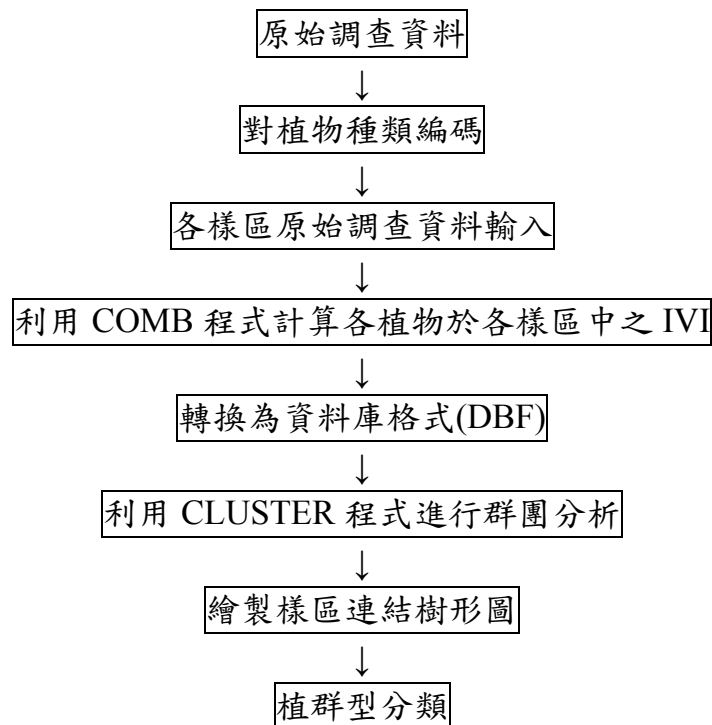 原始調查資料
↓
對植物種類編碼
↓
各樣區原始調查資料輸入
↓
利用 COMB 程式計算各植物於各樣區中之 IVI
↓
轉換為資料庫格式(DBF)
↓
利用 CLUSTER 程式進行群團分析
↓
繪製樣區連結樹形圖
↓
植群型分類